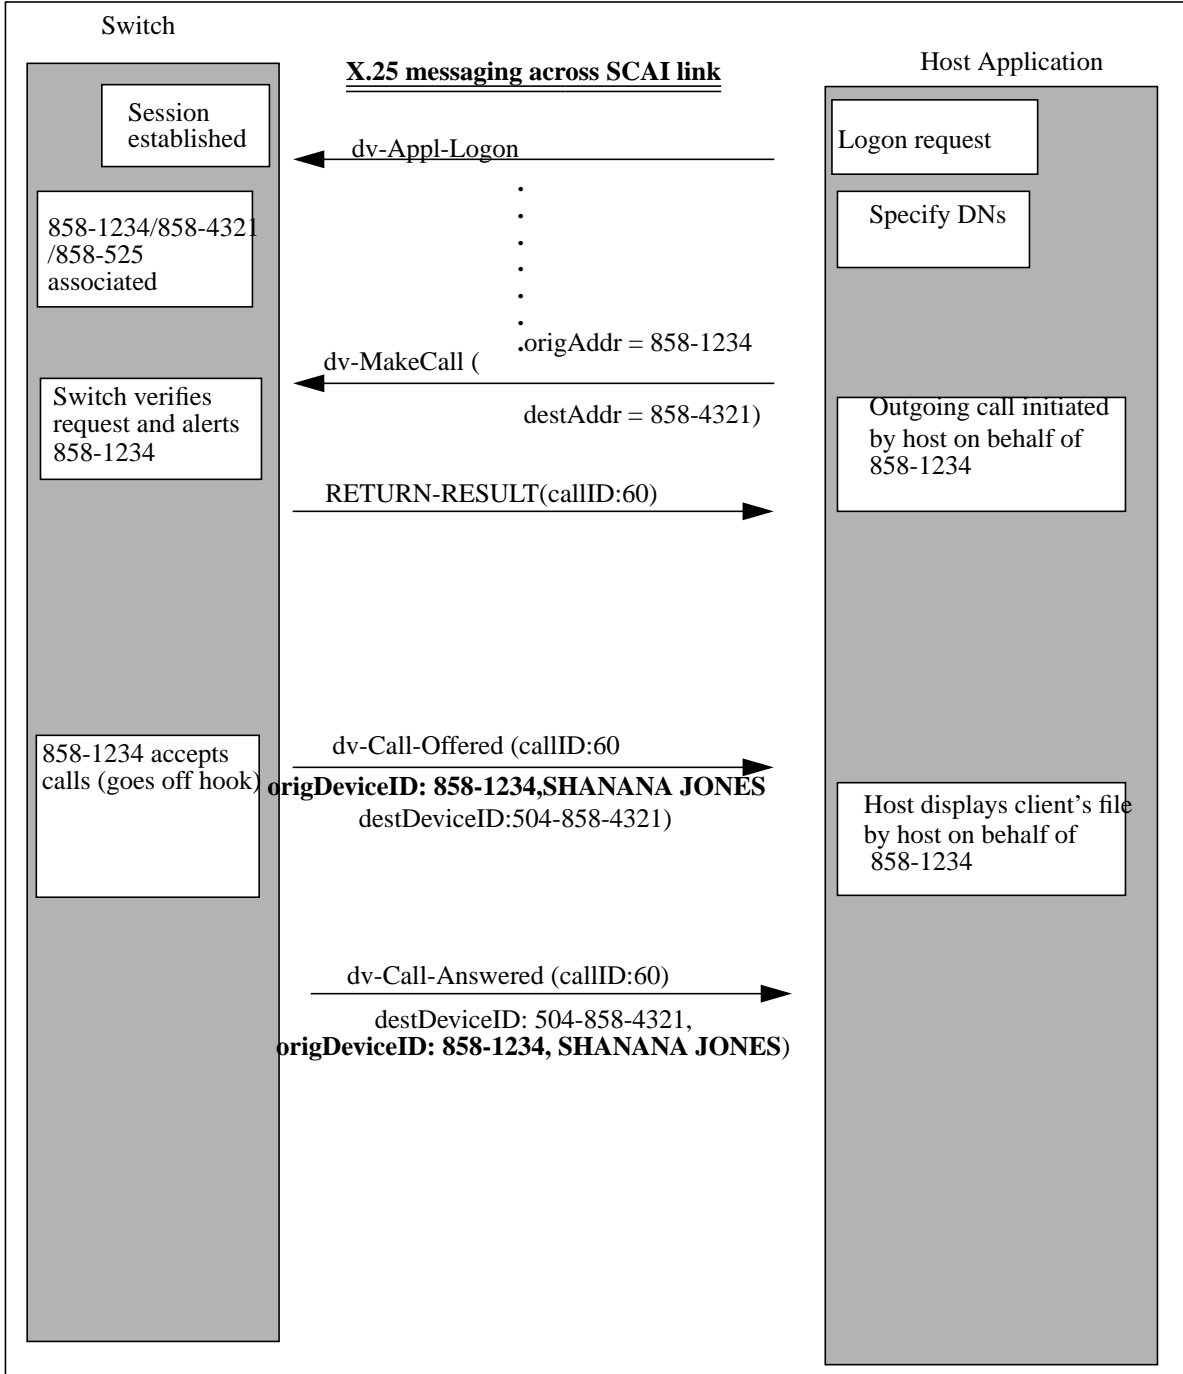 Switch
Host Application
X.25 messaging across SCAI link
Session
established
dv-Appl-Logon
Logon request
858-1234/858-4321
/858-525
associated
Specify DNs
origAddr = 858-1234
dv-MakeCall (
destAddr = 858-4321)
Switch verifies
request and alerts
858-1234
Outgoing call initiated
by host on behalf of
858-1234
RETURN-RESULT(callID:60)
858-1234 accepts
calls (goes off hook)
dv-Call-Offered (callID:60
origDeviceID: 858-1234,SHANANA JONES
destDeviceID:504-858-4321)
Host displays client’s file
by host on behalf of
858-1234
dv-Call-Answered (callID:60)
destDeviceID: 504-858-4321,
origDeviceID: 858-1234, SHANANA JONES)